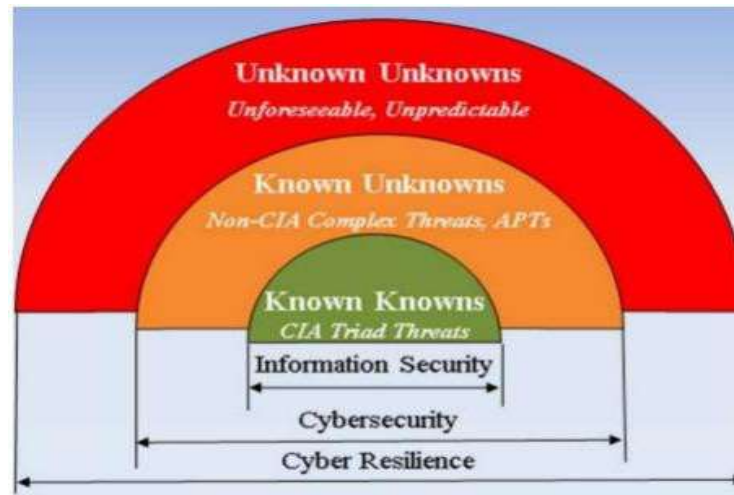 Unknown Unknowns
Unforeseeable, Unpredictable
Known Unknowns
Non-CIA Complex Threats, APTs
Known Knowns
CIA Triad Threats
Information Security
Cybersecurity
Cyber Resilience